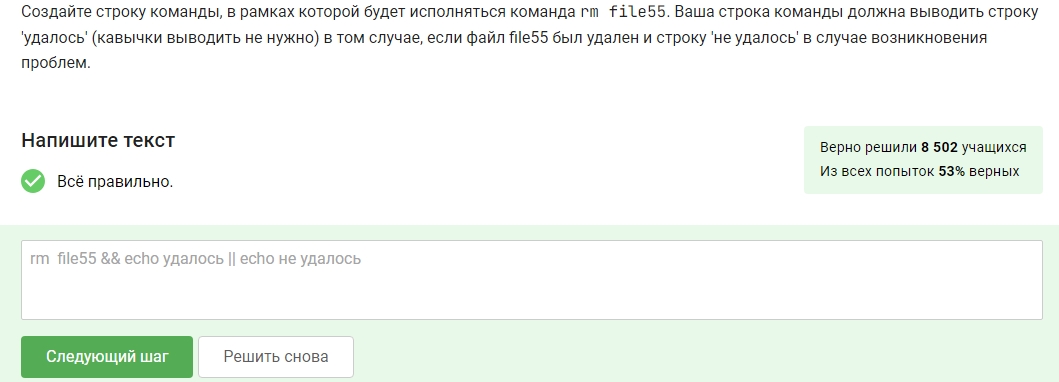 Создайте строку команды, в рамках которой будет исполняться команда rm file55. Ваша строка команды должна выводить строку
'удалось' (кавычки выводить не нужно) в том случае, если файл file55 был удален и строку 'не удалось' в случае возникновения
проблем.
Напишите текст
Всё правильно.
Верно решили 8 502 учащихся
Из всех попыток 53% верных
rm  file55 && echo удалось || echo не удалось
Следующий шаг
Решить снова